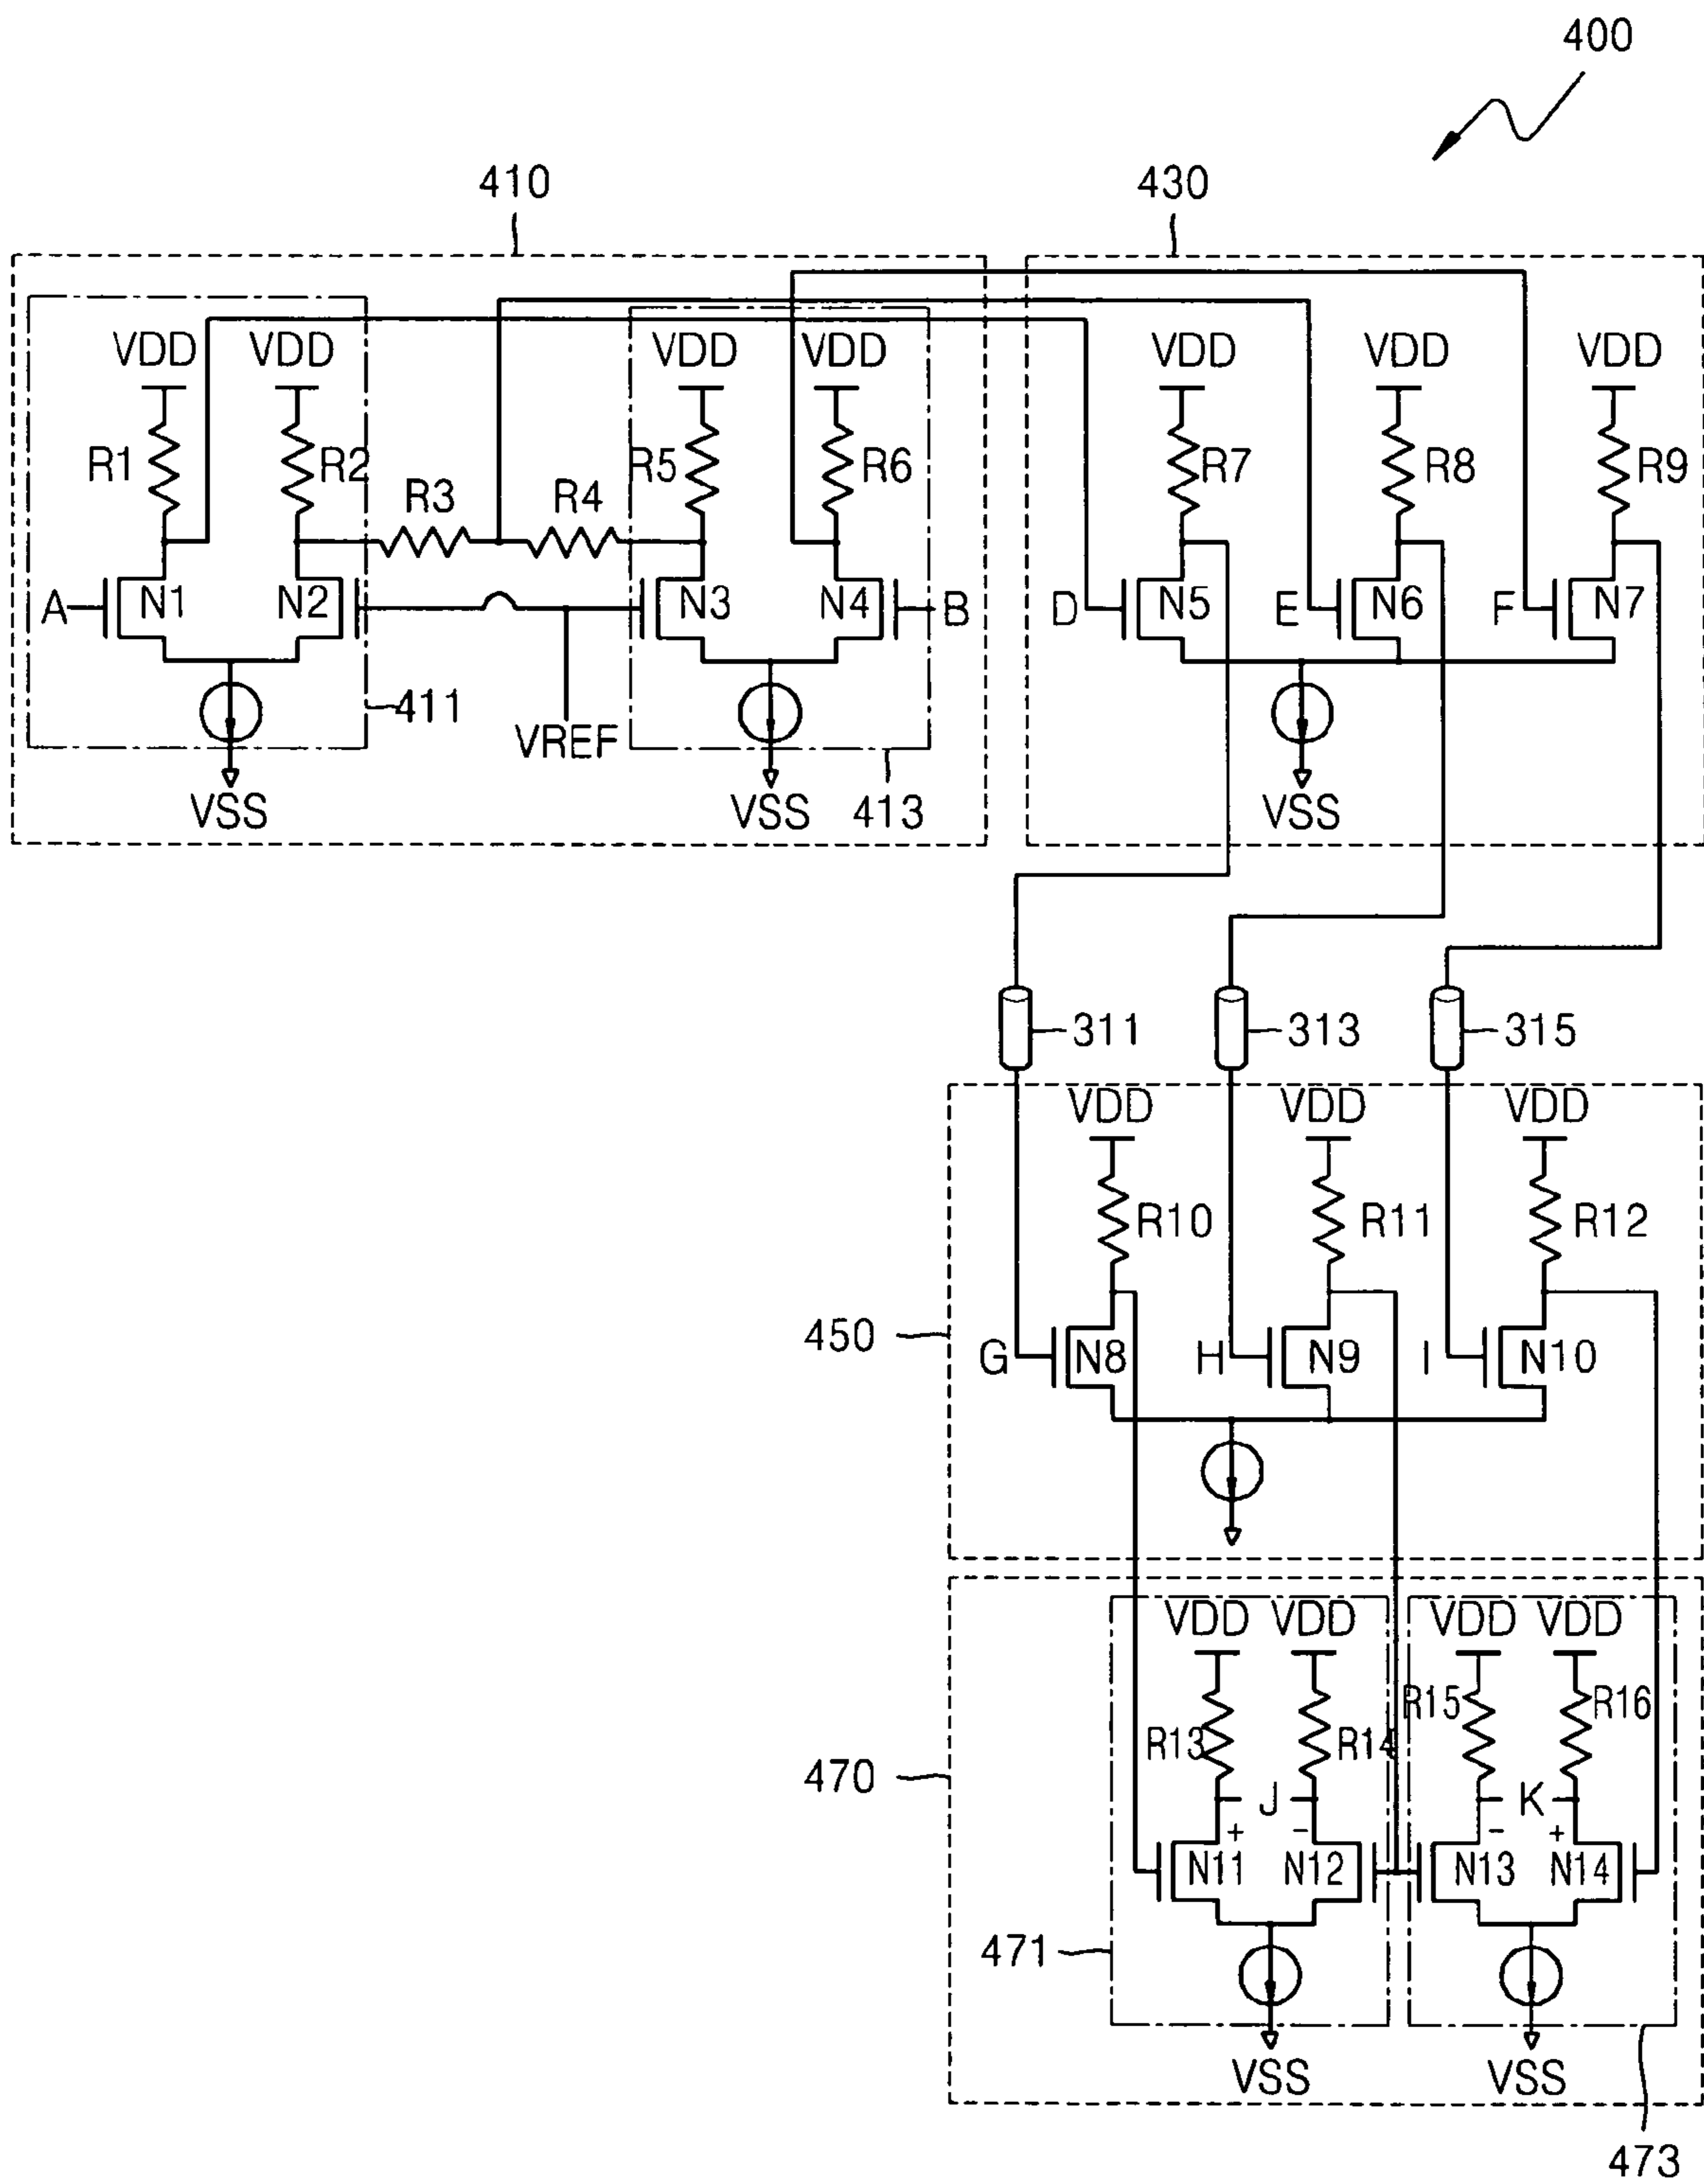 400
410
430
VDD VDD VDD VDD VDD VDD VDD
R1 R2 R3 R4 R5 R6 R7 R8 R9
A N1 N2 N3 N4 B D N5 E N6 F N7
411 VREF
VSS VSS 413 VSS
311 313 315
VDD VDD VDD
R10 R11 R12
450
G N8 H N9 I N10
VDD VDD VDD VDD
R15 R16
R13 R14
470
J K
+ - - +
N11 N12 N13 N14
471
VSS VSS
473